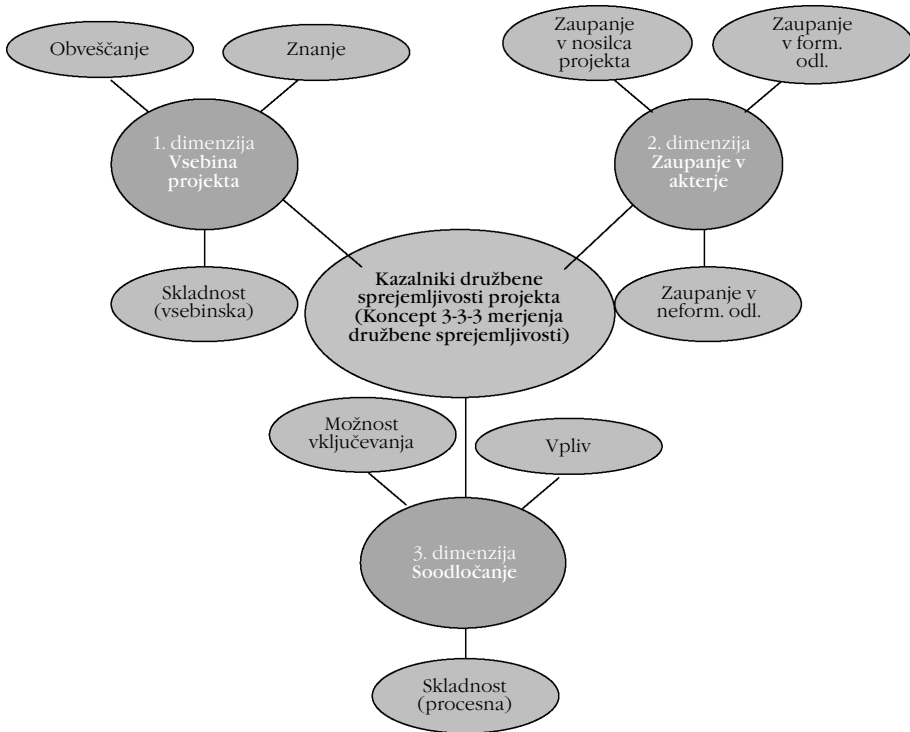 Obveščanje
Znanje
1. dimenzija
Vsebina
projekta
Skladnost
(vsebinska)
Zaupanje
v nosilca
projekta
Zaupanje
v form.
odl.
2. dimenzija
Zaupanje v
akterje
Zaupanje v
neform. odl.
Kazalniki družbene
sprejemljivosti projekta
(Koncept 3-3-3 merjenja
družbene sprejemljivosti)
Možnost
vključevanja
Vpliv
3. dimenzija
Soodločanje
Skladnost
(procesna)